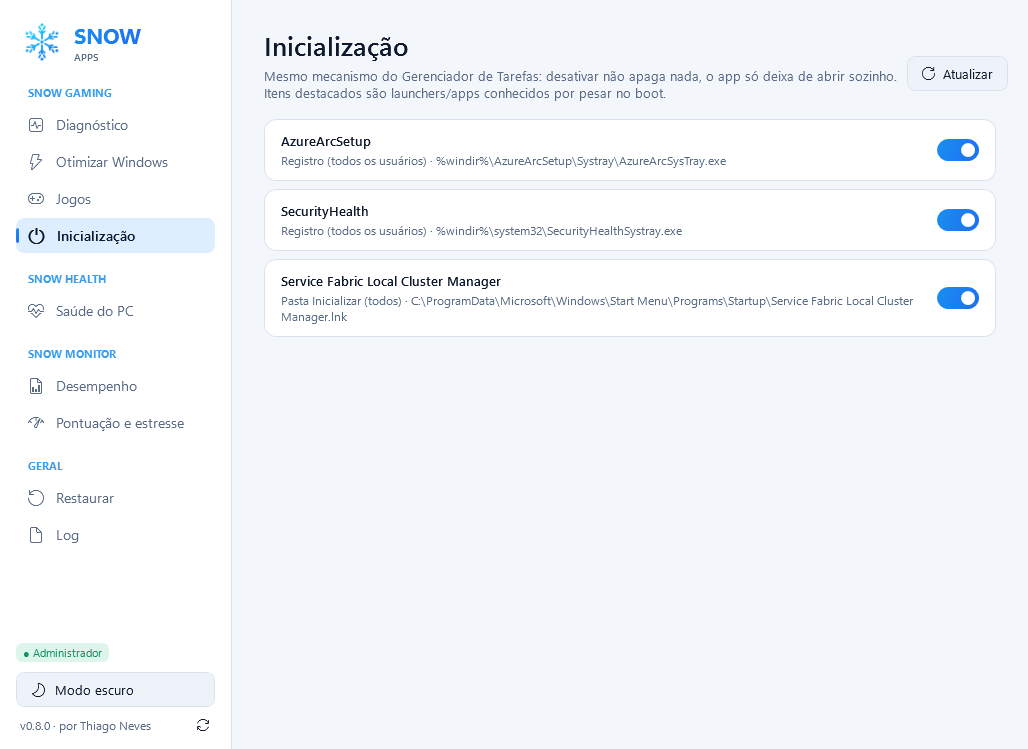 SNOW
APPS
SNOW GAMING
Diagnóstico
Otimizar Windows
Jogos
Inicialização
SNOW HEALTH
Saúde do PC
SNOW MONITOR
Desempenho
Pontuação e estresse
GERAL
Restaurar
Log
Administrador
Modo escuro
v0.8.0 · por Thiago Neves
Inicialização
Mesmo mecanismo do Gerenciador de Tarefas: desativar não apaga nada, o app só deixa de abrir sozinho.
Itens destacados são launchers/apps conhecidos por pesar no boot.
Atualizar
AzureArcSetup
Registro (todos os usuários) · %windir%\AzureArcSetup\Systray\AzureArcSysTray.exe
SecurityHealth
Registro (todos os usuários) · %windir%\system32\SecurityHealthSystray.exe
Service Fabric Local Cluster Manager
Pasta Inicializar (todos) · C:\ProgramData\Microsoft\Windows\Start Menu\Programs\Startup\Service Fabric Local Cluster
Manager.lnk